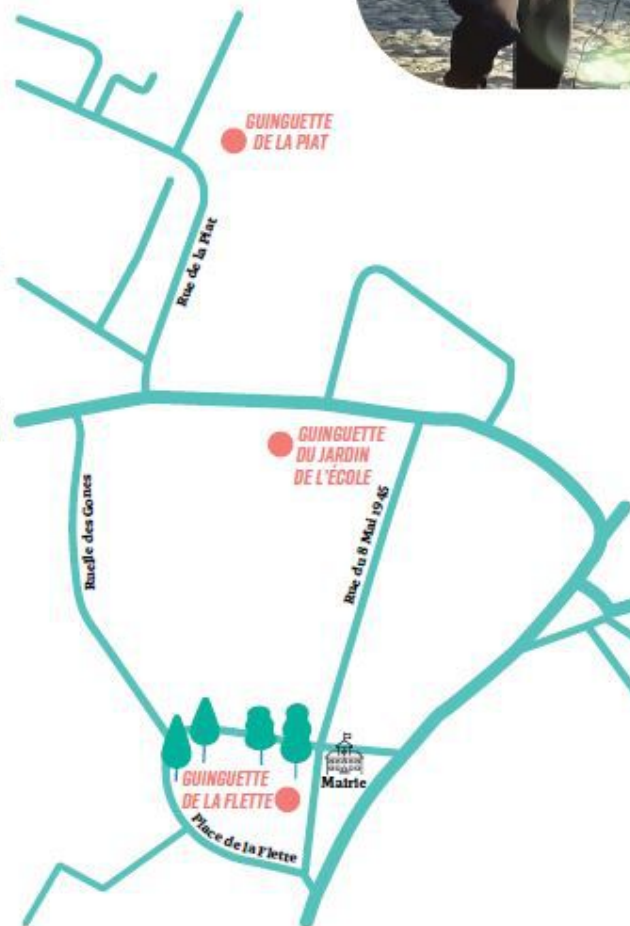 GUINGUETTE
DE LA PIAT
Rue de la Piat
GUINGUETTE
DU JARDIN
DE L'ÉCOLE
Ruelle des Gones
Rue du 8 Mai 1945
GUINGUETTE
DE LA FLETTE
Mairie
Place de la Flette